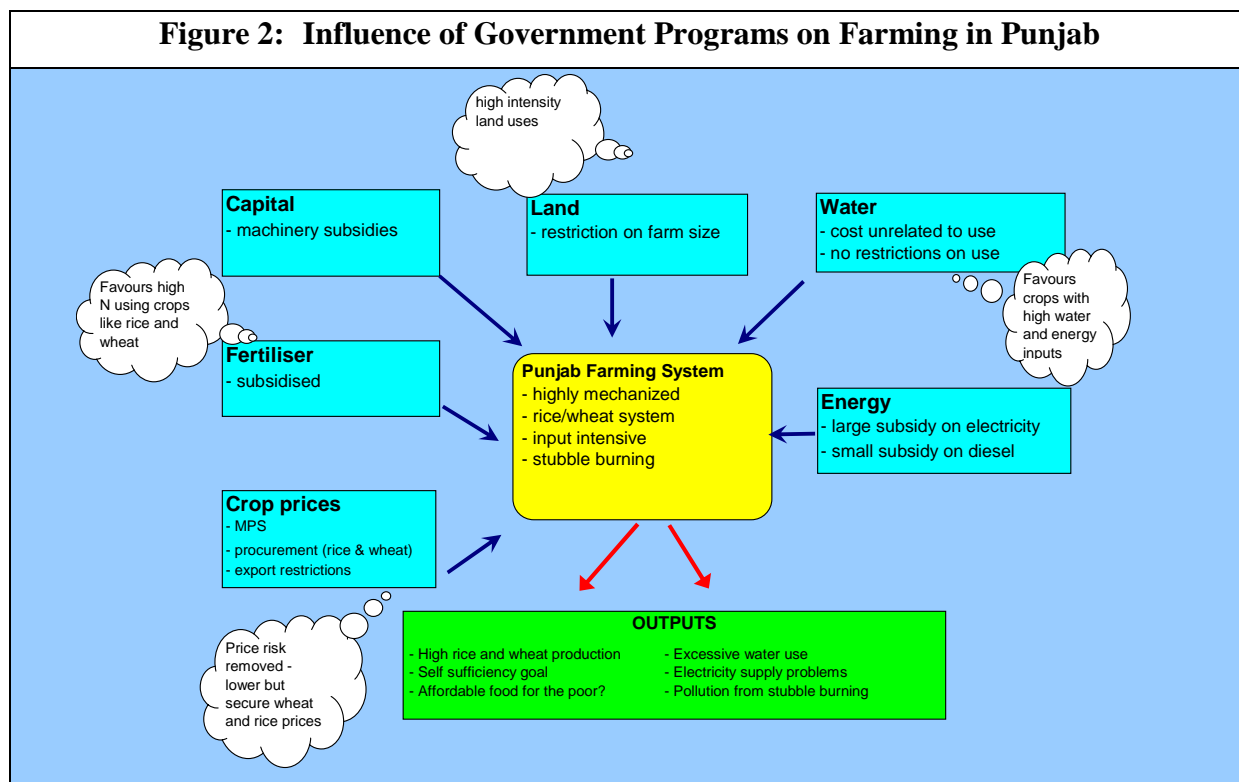 Figure 2: Influence of Government Programs on Farming in Punjab
high intensity
land uses
Capital
- machinery subsidies
Land
- restriction on farm size
Water
- cost unrelated to use
- no restrictions on use
Favours high
N using crops
like rice and
wheat
Favours
crops with
high water
and energy
inputs
Fertiliser
- subsidised
Punjab Farming System
- highly mechanized
- rice/wheat system
- input intensive
- stubble burning
Energy
- large subsidy on electricity
- small subsidy on diesel
Crop prices
- MPS
- procurement (rice & wheat)
- export restrictions
Price risk
removed -
lower but
secure wheat
and rice prices
OUTPUTS
- High rice and wheat production
- Self sufficiency goal
- Affordable food for the poor?
- Excessive water use
- Electricity supply problems
- Pollution from stubble burning